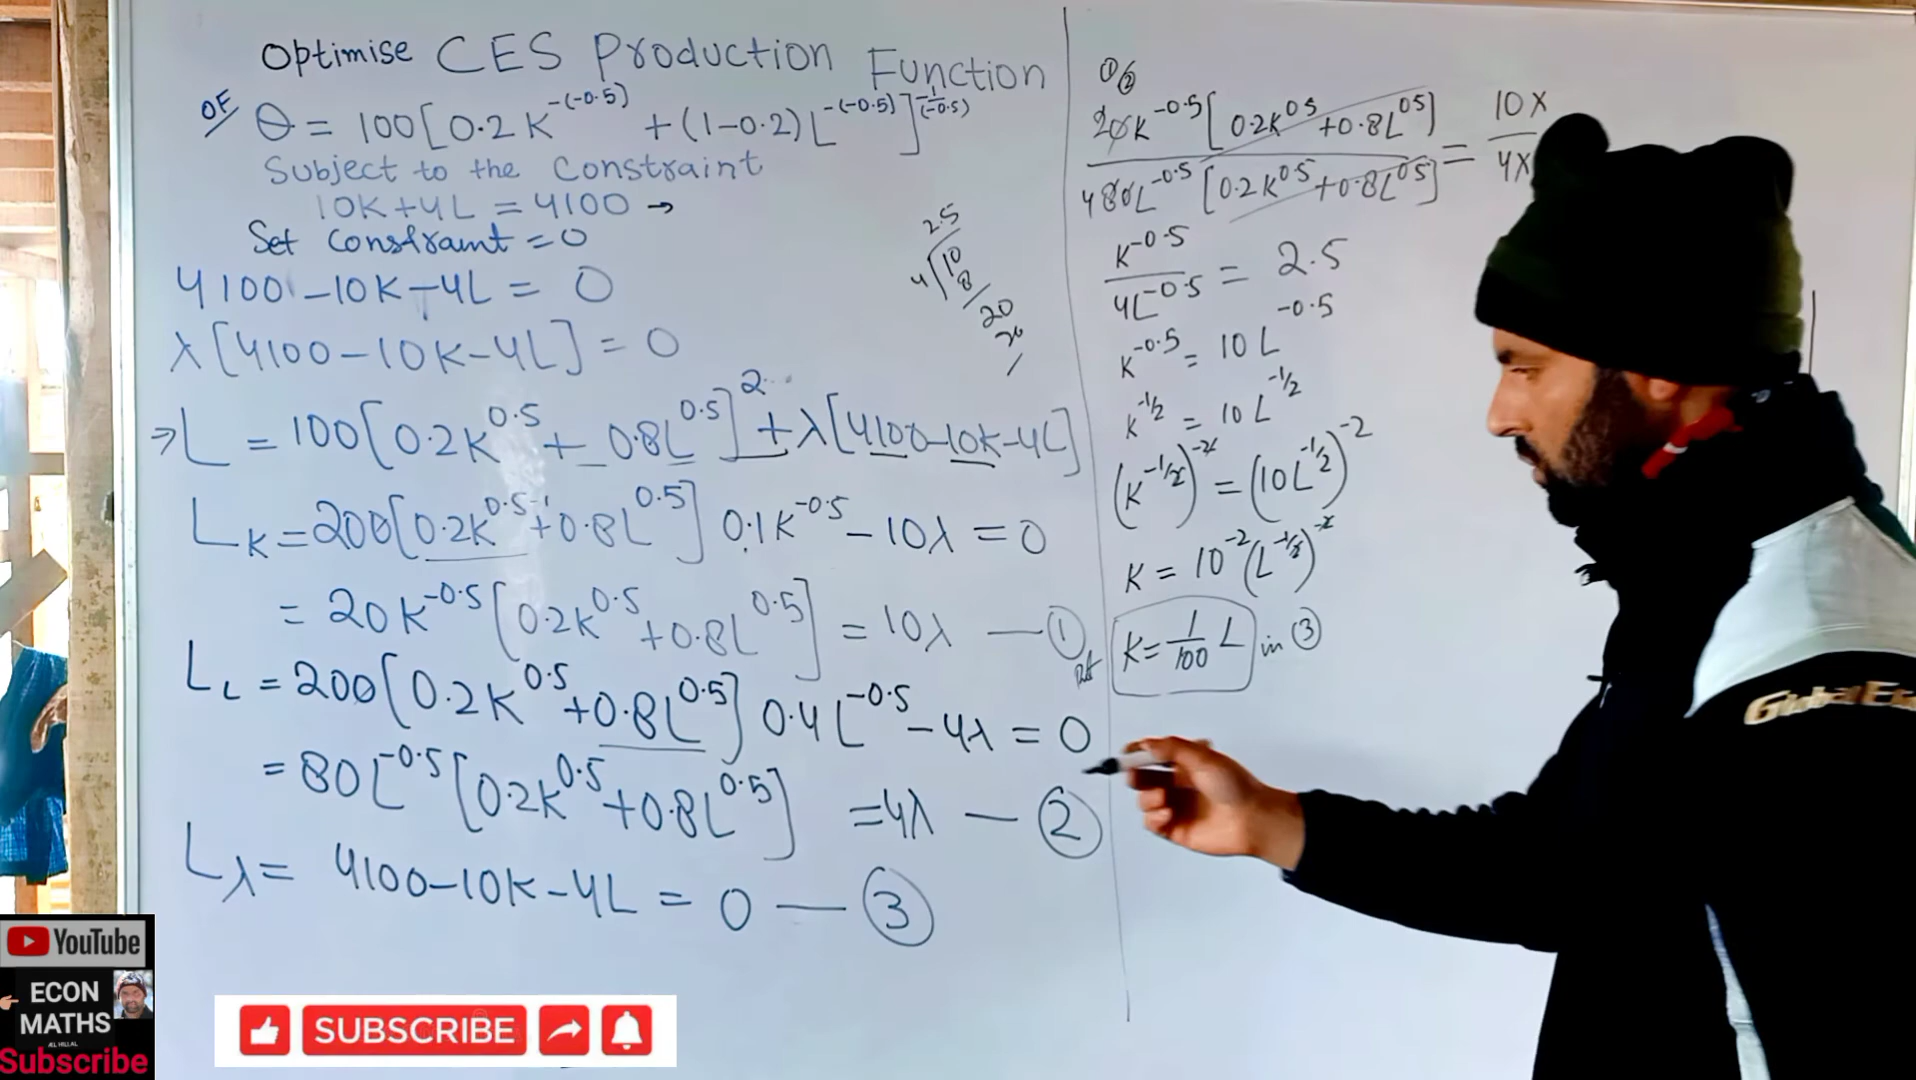 Optimise CES Production Function
OF
Q = 100[0.2K^-(-0.5) + (1-0.2)L^-(-0.5)]^-1/(-0.5)
Subject to the Constraint
10K+4L = 4100 →
Set Constraint = 0
4100 - 10K - 4L = 0
λ[4100 - 10K - 4L] = 0
⇒ L = 100[0.2K^0.5 + 0.8L^0.5]^2 + λ[4100-10K-4L]
L_K = 200[0.2K^0.5-1 + 0.8L^0.5] 0.1K^-0.5 - 10λ = 0
= 20K^-0.5 [0.2K^0.5 + 0.8L^0.5] = 10λ — ①
L_L = 200[0.2K^0.5 + 0.8L^0.5] 0.4L^-0.5 - 4λ = 0
= 80L^-0.5 [0.2K^0.5 + 0.8L^0.5] = 4λ — ②
L_λ = 4100-10K-4L = 0 — ③
2.5
4 10
8
20
20
①/②
20K^-0.5[0.2K^0.5+0.8L^0.5] / 4 80L^-0.5[0.2K^0.5+0.8L^0.5] = 10λ / 4λ
K^-0.5 / 4L^-0.5 = 2.5
K^-0.5 = 10L^-0.5
K^-1/2 = 10L^-1/2
(K^-1/2)^-2 = (10L^-1/2)^-2
K = 10^-2(L^-1/2)^-2
Put K = 1/100 L in ③
YouTube
ECON
MATHS
Subscribe
SUBSCRIBE